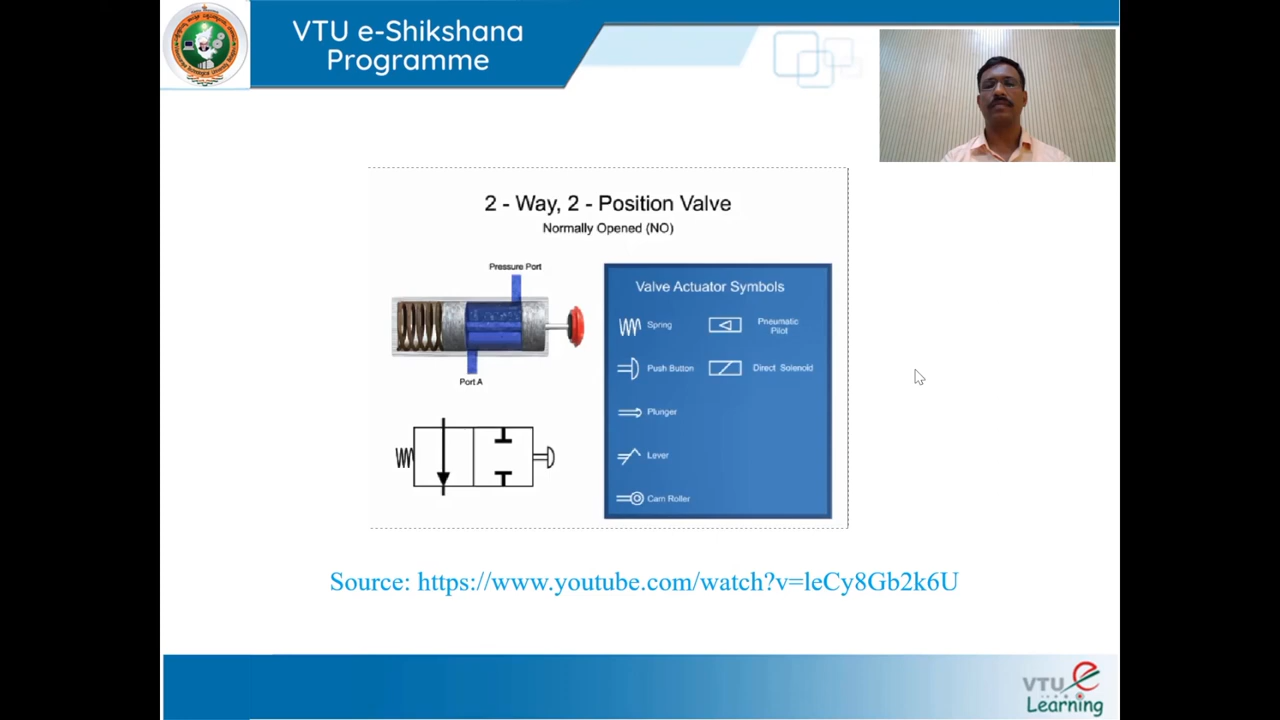 VTU e-Shikshana
Programme
2 - Way, 2 - Position Valve
Normally Opened (NO)
Pressure Port
Port A
Valve Actuator Symbols
Spring
Pneumatic
Pilot
Push Button
Direct Solenoid
Plunger
Lever
Cam Roller
Source: https://www.youtube.com/watch?v=leCy8Gb2k6U
VTU e
Learning